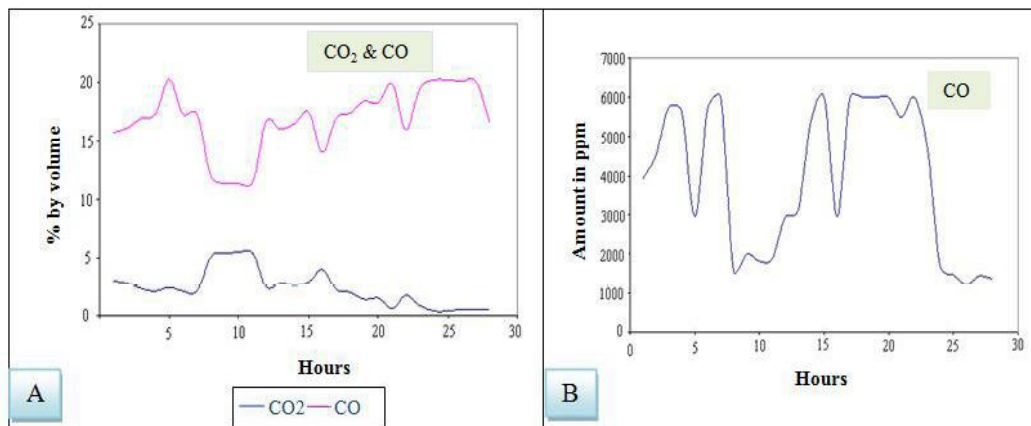 25
20
15
10
5
0
% by volume
CO₂ & CO
5 10 15 20 25 30
Hours
A
CO2 CO
7000
6000
5000
4000
3000
2000
1000
0
Amount in ppm
CO
0 5 10 15 20 25 30
Hours
B